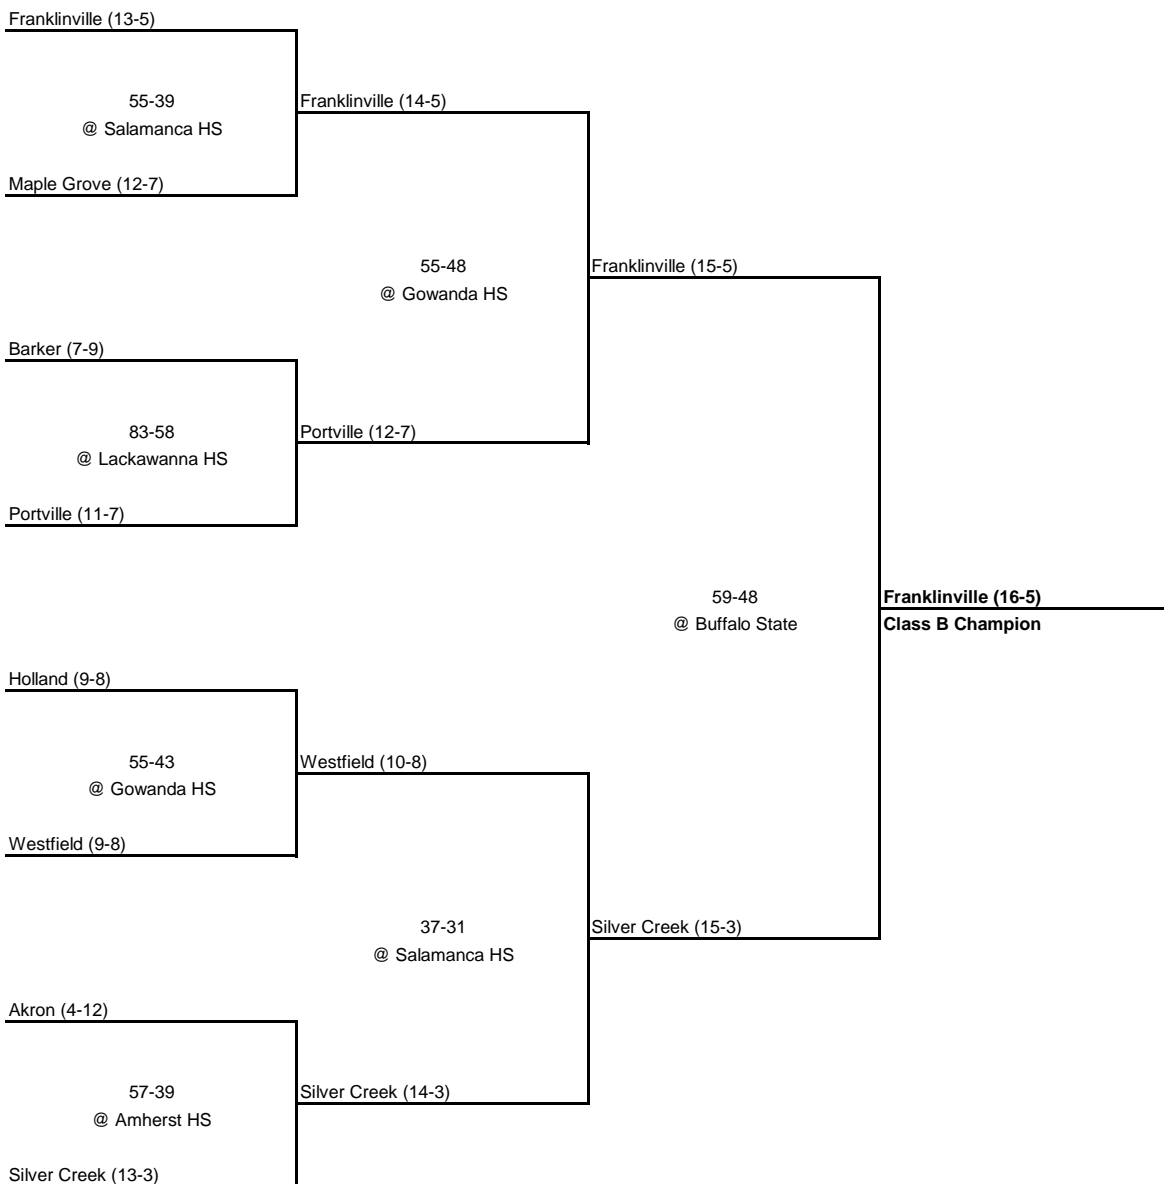 Franklinville (13-5)
55-39
@ Salamanca HS
Franklinville (14-5)
Maple Grove (12-7)
55-48
@ Gowanda HS
Franklinville (15-5)
Barker (7-9)
83-58
@ Lackawanna HS
Portville (12-7)
Portville (11-7)
59-48
@ Buffalo State
Franklinville (16-5)
Class B Champion
Holland (9-8)
55-43
@ Gowanda HS
Westfield (10-8)
Westfield (9-8)
37-31
@ Salamanca HS
Silver Creek (15-3)
Akron (4-12)
57-39
@ Amherst HS
Silver Creek (14-3)
Silver Creek (13-3)